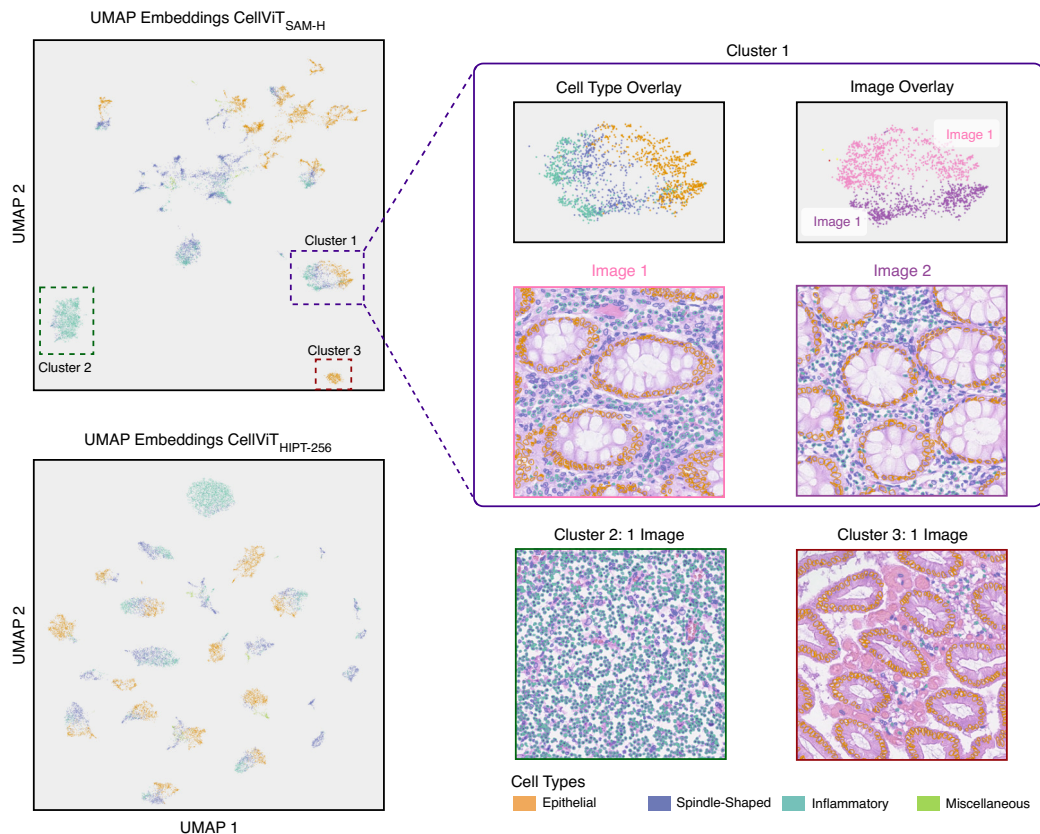 UMAP Embeddings CellViT SAM-H
UMAP 2
Cluster 1
Cluster 2
Cluster 3
Cluster 1
Cell Type Overlay
Image Overlay
Image 1
Image 1
Image 1
Image 2
UMAP Embeddings CellViT HIPT-256
UMAP 2
UMAP 1
Cluster 2: 1 Image
Cluster 3: 1 Image
Cell Types
Epithelial
Spindle-Shaped
Inflammatory
Miscellaneous